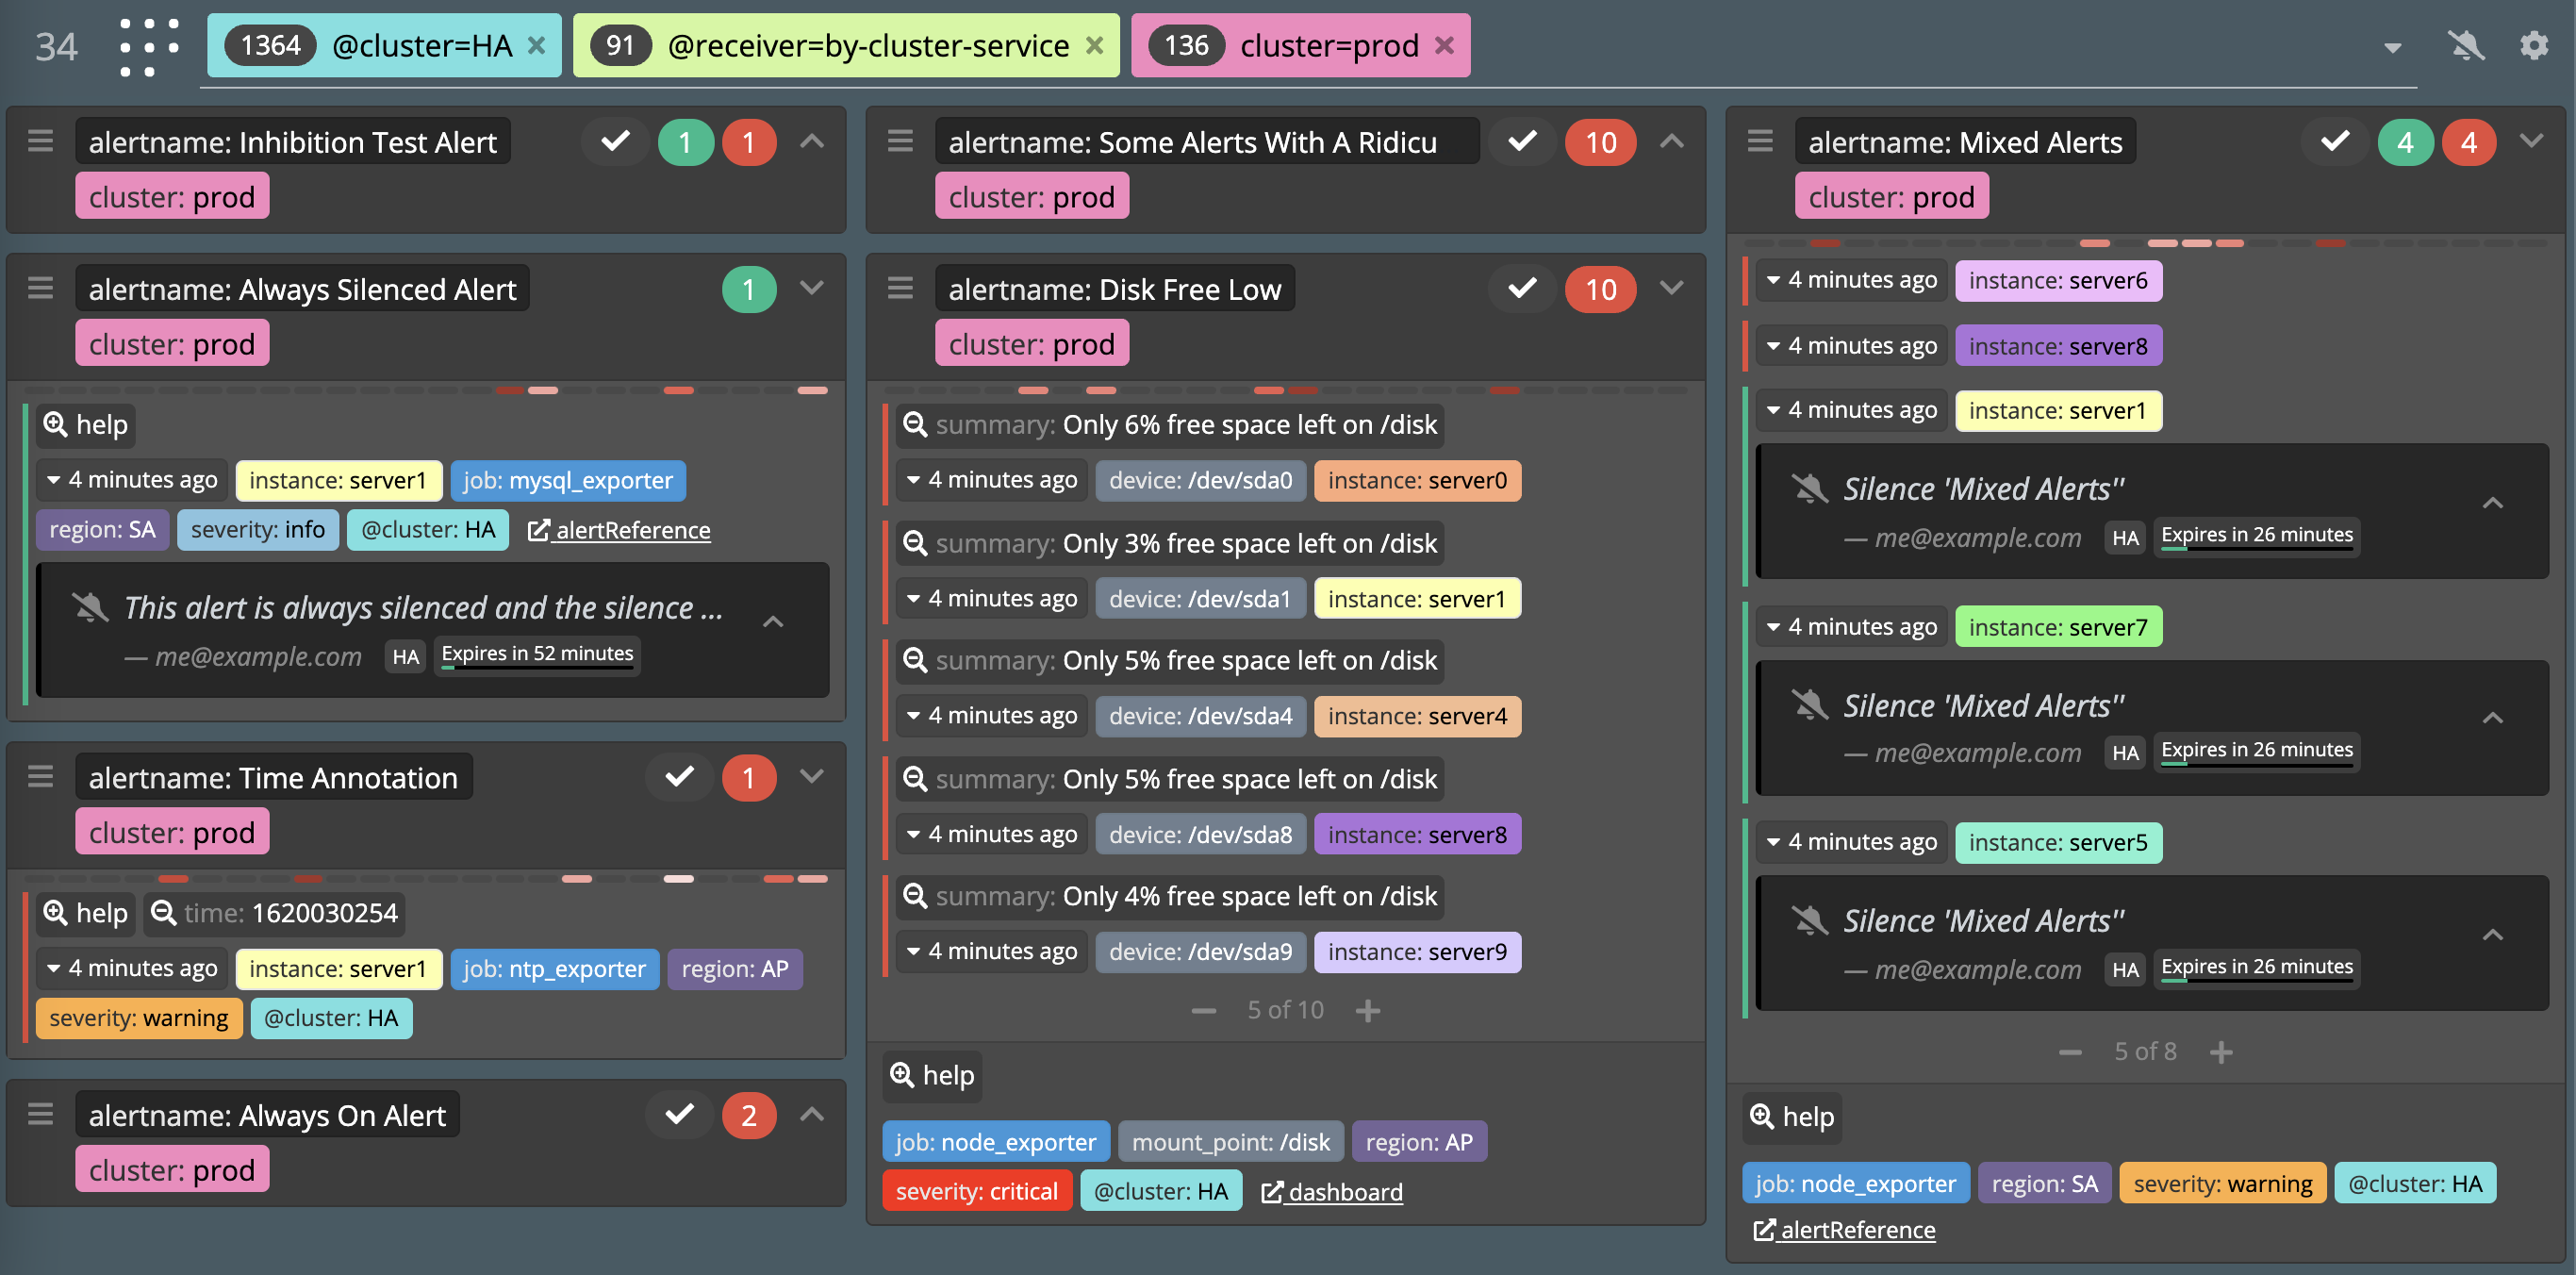 34 1364 @cluster=HA × 91 @receiver=by-cluster-service × 136 cluster=prod ×
alertname: Inhibition Test Alert 1 1
cluster: prod
alertname: Always Silenced Alert 1
cluster: prod
help
4 minutes ago instance: server1 job: mysql_exporter
region: SA severity: info @cluster: HA alertReference
This alert is always silenced and the silence ...
— me@example.com HA Expires in 52 minutes
alertname: Time Annotation 1
cluster: prod
help time: 1620030254
4 minutes ago instance: server1 job: ntp_exporter region: AP
severity: warning @cluster: HA
alertname: Always On Alert 2
cluster: prod
alertname: Some Alerts With A Ridicu 10
cluster: prod
alertname: Disk Free Low 10
cluster: prod
summary: Only 6% free space left on /disk
4 minutes ago device: /dev/sda0 instance: server0
summary: Only 3% free space left on /disk
4 minutes ago device: /dev/sda1 instance: server1
summary: Only 5% free space left on /disk
4 minutes ago device: /dev/sda4 instance: server4
summary: Only 5% free space left on /disk
4 minutes ago device: /dev/sda8 instance: server8
summary: Only 4% free space left on /disk
4 minutes ago device: /dev/sda9 instance: server9
5 of 10
help
job: node_exporter mount_point: /disk region: AP
severity: critical @cluster: HA dashboard
alertname: Mixed Alerts 4 4
cluster: prod
4 minutes ago instance: server6
4 minutes ago instance: server8
4 minutes ago instance: server1
Silence 'Mixed Alerts''
— me@example.com HA Expires in 26 minutes
4 minutes ago instance: server7
Silence 'Mixed Alerts''
— me@example.com HA Expires in 26 minutes
4 minutes ago instance: server5
Silence 'Mixed Alerts''
— me@example.com HA Expires in 26 minutes
5 of 8
help
job: node_exporter region: SA severity: warning @cluster: HA
alertReference